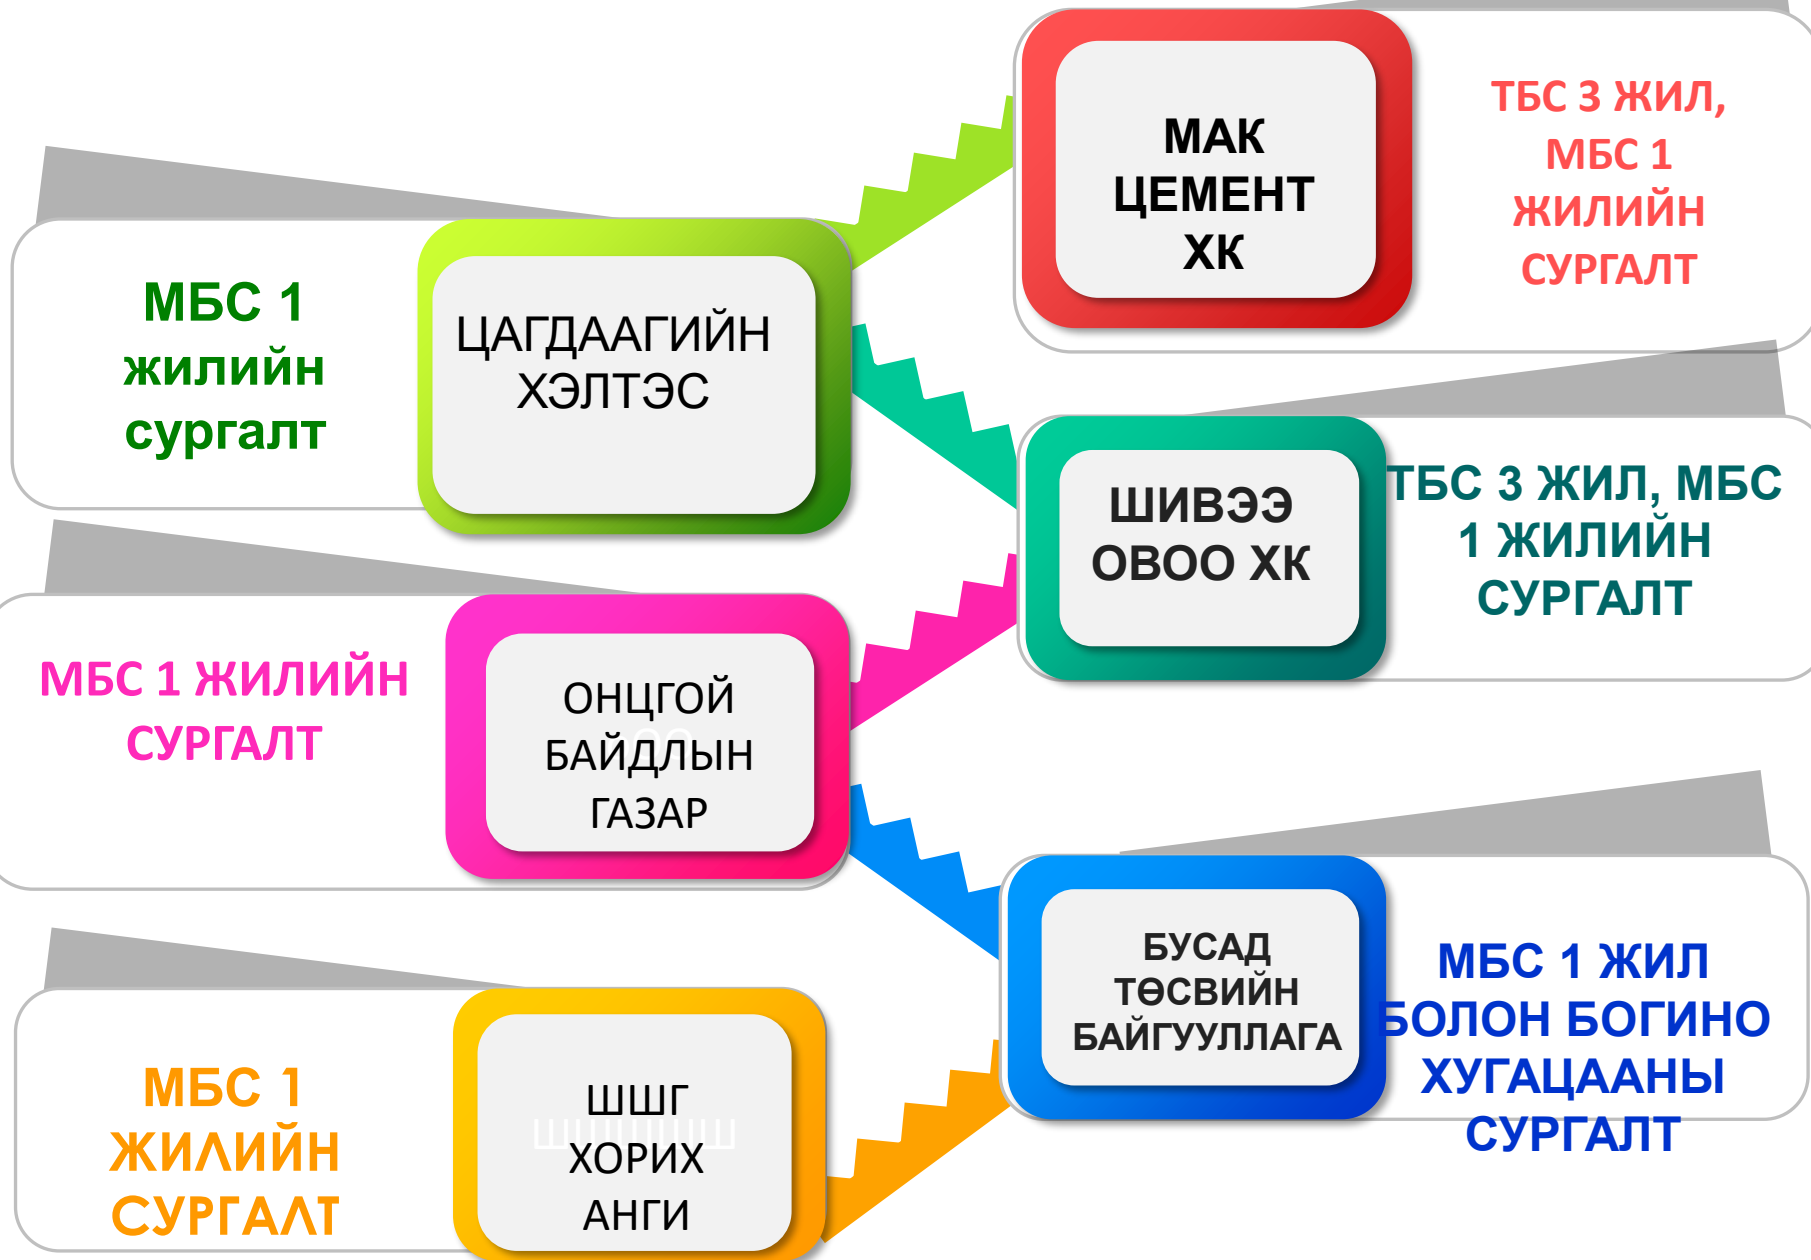 МАК
ЦЕМЕНТ
ХК
ТБС 3 ЖИЛ,
МБС 1
ЖИЛИЙН
СУРГАЛТ
МБС 1
жилийн
сургалт
ЦАГДААГИЙН
ХЭЛТЭС
ШИВЭЭ
ОВОО ХК
ТБС 3 ЖИЛ, МБС
1 ЖИЛИЙН
СУРГАЛТ
МБС 1 ЖИЛИЙН
СУРГАЛТ
ОНЦГОЙ
БАЙДЛЫН
ГАЗАР
БУСАД
ТӨСВИЙН
БАЙГУУЛЛАГА
МБС 1 ЖИЛ
БОЛОН БОГИНО
ХУГАЦААНЫ
СУРГАЛТ
МБС 1
ЖИЛИЙН
СУРГАЛТ
ШШГ
ХОРИХ
АНГИ